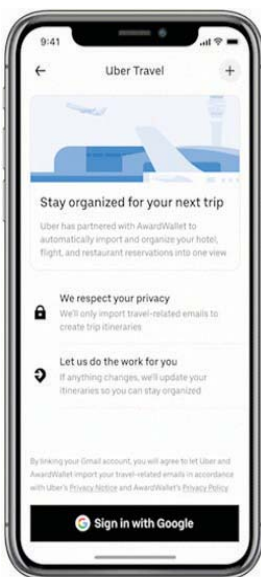 9:41
Uber Travel
Stay organized for your next trip
Uber has partnered with AwardWallet to
automatically import and organize your hotel,
flight, and restaurant reservations into one view
We respect your privacy
We'll only import travel-related emails to
create trip itineraries
Let us do the work for you
If anything changes, we'll update your
itineraries so you can stay organized
By linking your Gmail account, you will agree to let Uber and
AwardWallet import your travel-related emails in accordance
with Uber's Privacy Notice and AwardWallet's Privacy Policy
Sign in with Google